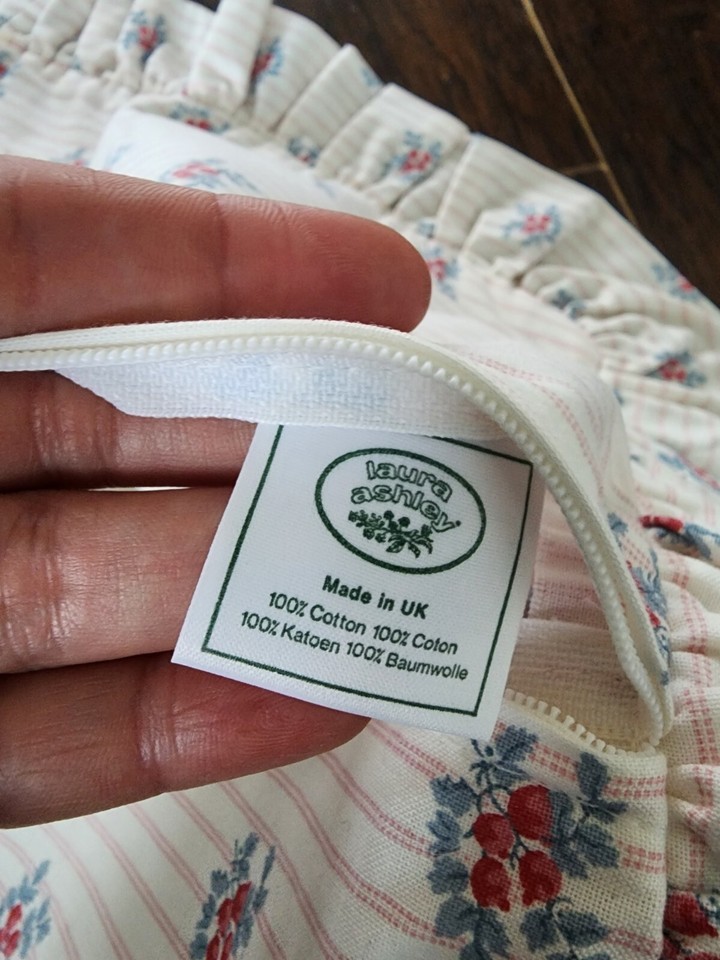 laura
ashley
Made in UK
100% Cotton 100% Coton
100% Katoen 100% Baumwolle